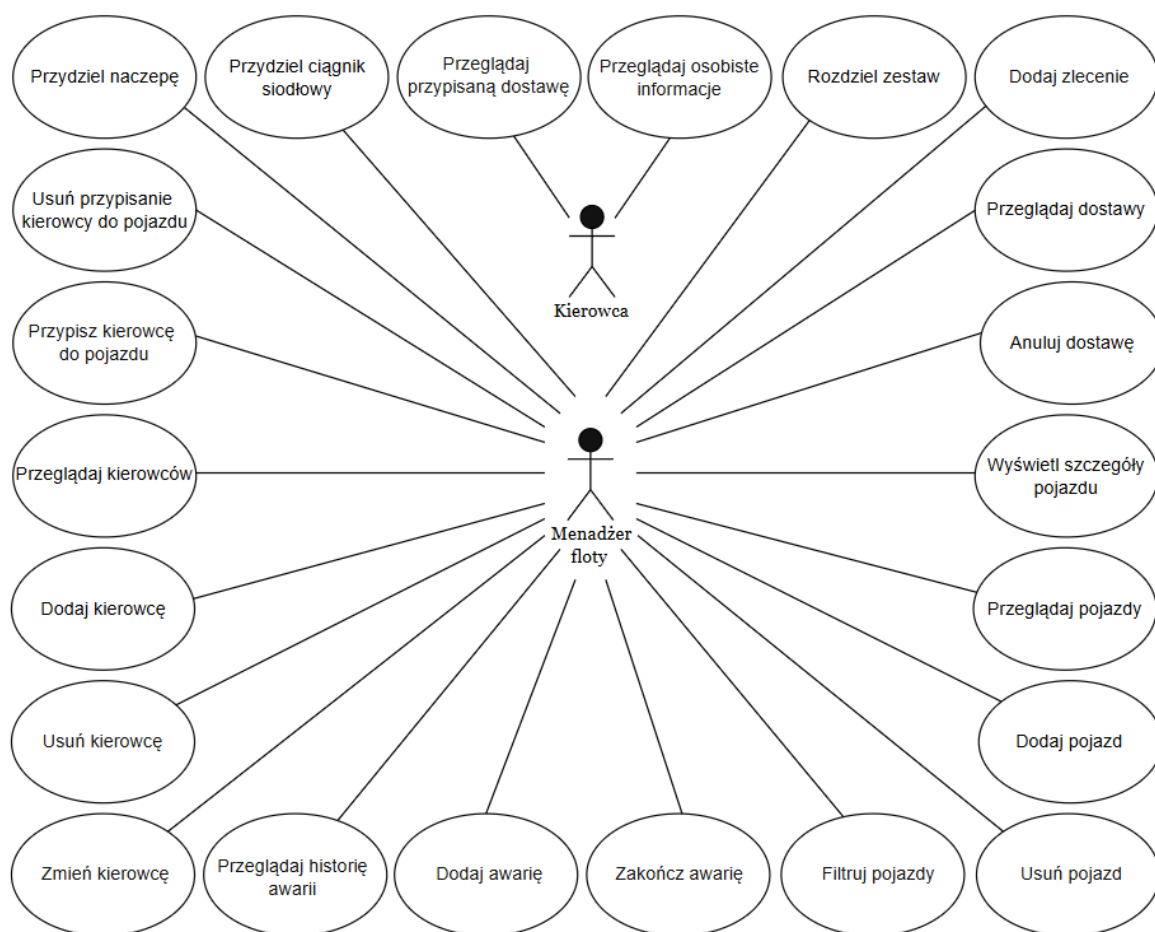 Przydziel naczepę
Przydziel ciągnik
siodłowy
Przeglądaj
przypisaną dostawę
Przeglądaj osobiste
informacje
Rozdziel zestaw
Dodaj zlecenie
Usuń przypisanie
kierowcy do pojazdu
Kierowca
Przeglądaj dostawy
Przypisz kierowcę
do pojazdu
Anuluj dostawę
Przeglądaj kierowców
Menadżer
floty
Wyświetl szczegóły
pojazdu
Dodaj kierowcę
Przeglądaj pojazdy
Usuń kierowcę
Dodaj pojazd
Zmień kierowcę
Przeglądaj historię
awarii
Dodaj awarię
Zakończ awarię
Filtruj pojazdy
Usuń pojazd